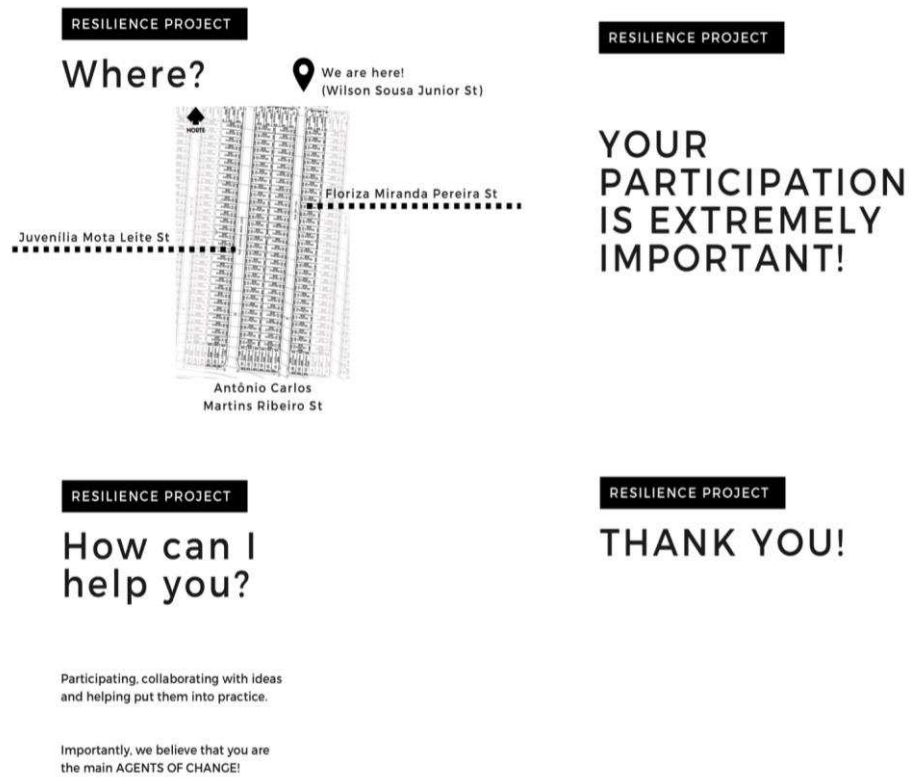 RESILIENCE PROJECT
Where?
We are here!
(Wilson Sousa Junior St)
NORTE
Floriza Miranda Pereira St
Juvenília Mota Leite St
Antônio Carlos
Martins Ribeiro St
RESILIENCE PROJECT
YOUR
PARTICIPATION
IS EXTREMELY
IMPORTANT!
RESILIENCE PROJECT
How can I
help you?
Participating, collaborating with ideas
and helping put them into practice.
Importantly, we believe that you are
the main AGENTS OF CHANGE!
RESILIENCE PROJECT
THANK YOU!